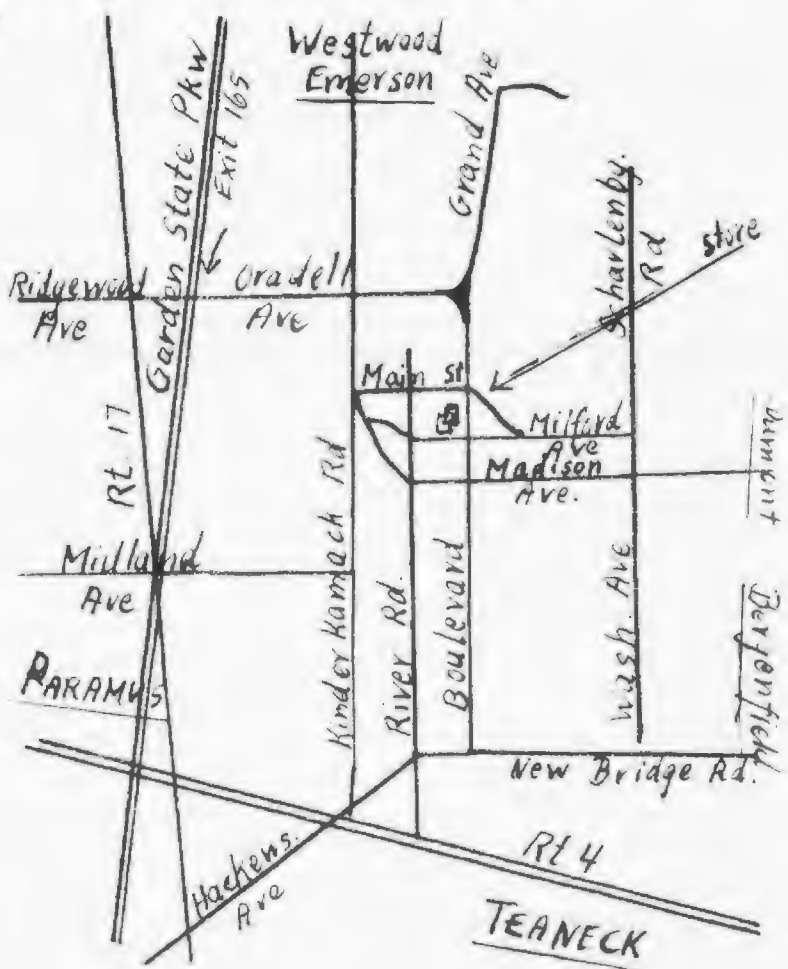 Westwood
Emerson
Grand Ave
Garden State Pkw
Exit 165
Scharlenby.
Rd
store
Ridgewood
Ave
Oradell
Ave
Main St
Milford
Ave
Madison
Ave.
Dumont
Rt 17
Midland
Ave
Kinder Kamack Rd
River Rd.
Boulevard
Wash. Ave
Bergenfield
PARAMUS
New Bridge Rd.
Hackens.
Ave
Rt 4
TEANECK